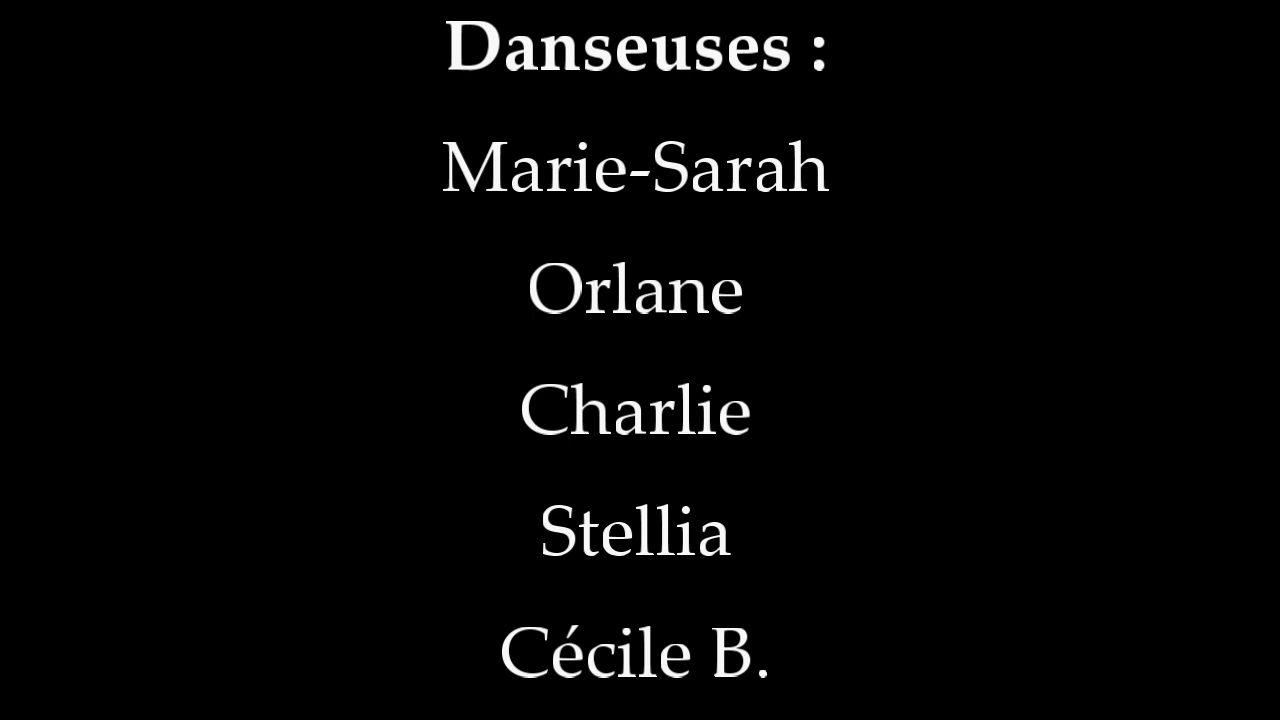 Danseuses :
Marie-Sarah
Orlane
Charlie
Stellia
Cécile B.